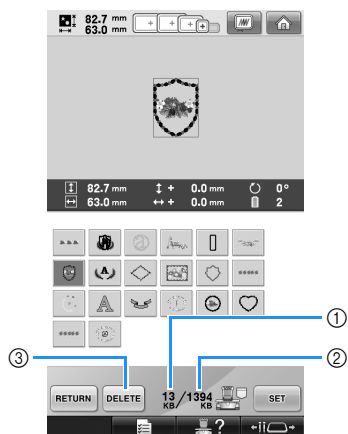 82.7 mm
63.0 mm
82.7 mm + 0.0 mm 0°
63.0 mm + 0.0 mm 2
A
A
①
③ ②
RETURN DELETE 13 KB / 1394 KB SET
?